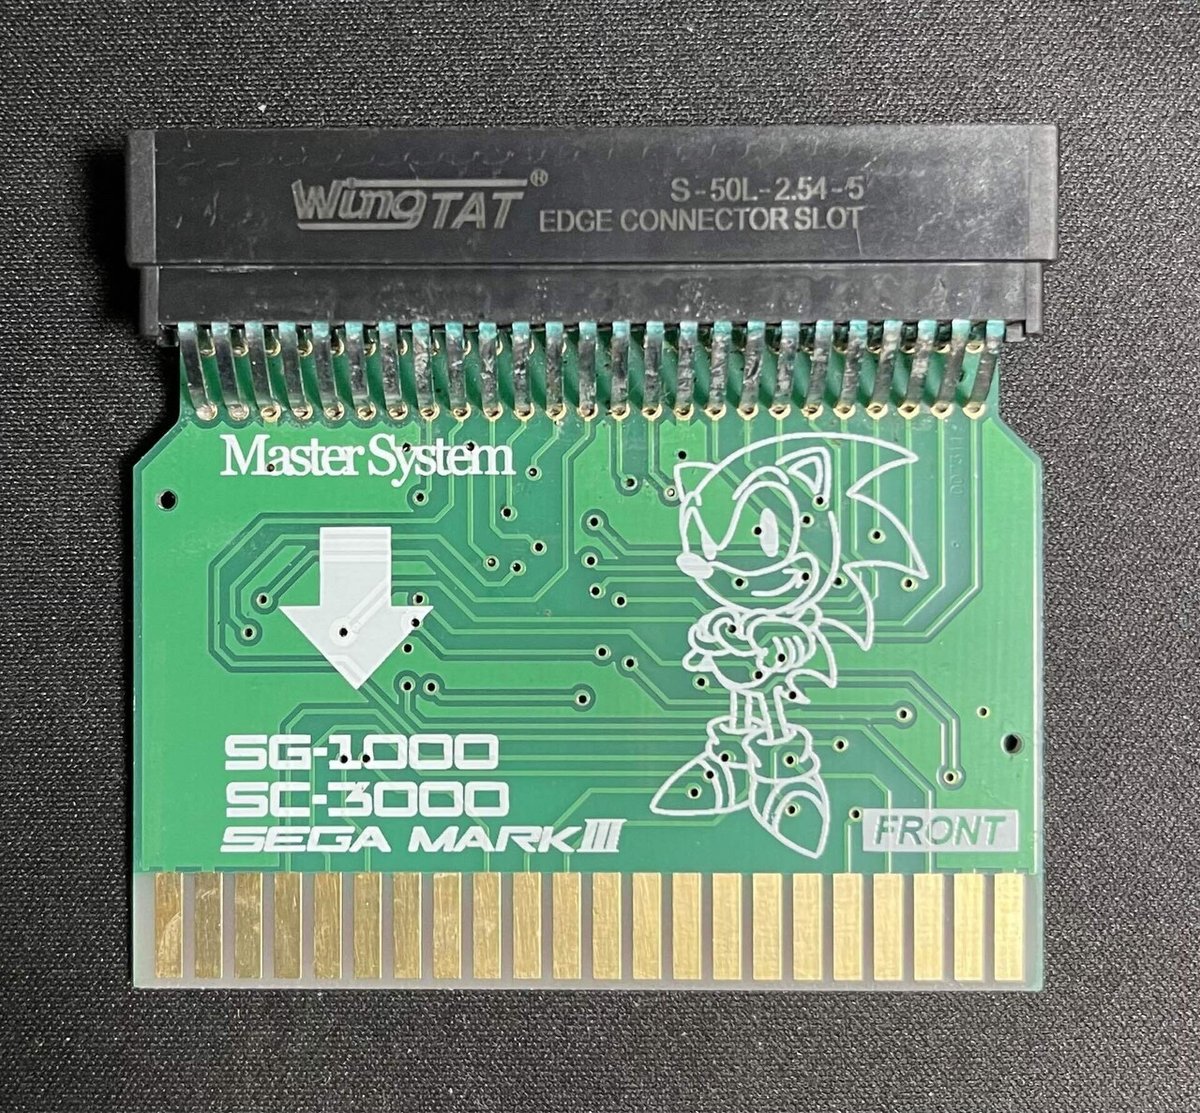 WingTAT®
S-50L-2.54-5
EDGE CONNECTOR SLOT
Master System
SG-1000
SC-3000
SEGA MARK III
FRONT